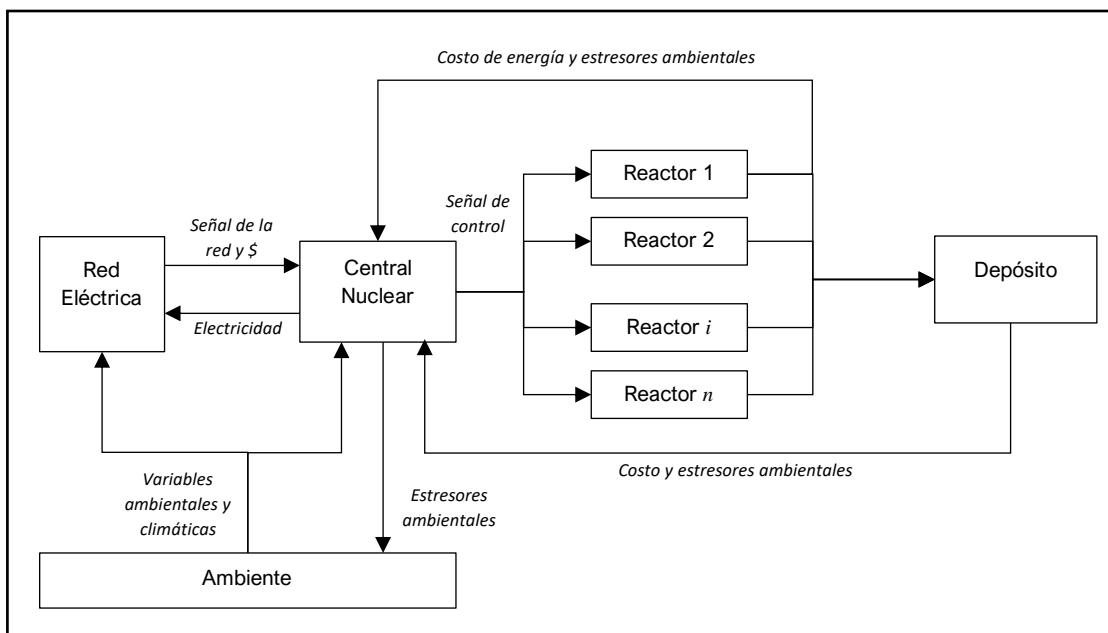 Costo de energía y estresores ambientales
Reactor 1
Señal de
control
Reactor 2
Señal de la
red y $
Red
Eléctrica
Central
Nuclear
Depósito
Electricidad
Reactor i
Reactor n
Costo y estresores ambientales
Variables
ambientales y
climáticas
Estresores
ambientales
Ambiente